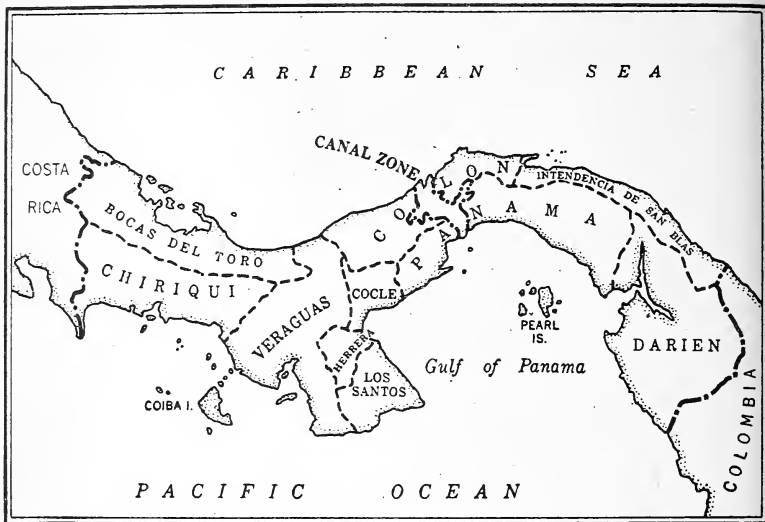 CARIBBEAN SEA
CANAL ZONE
COSTA
RICA
COLON
INTENDENCIA DE SAN BLAS
BOCAS DEL TORO
PANAMA
CHIRIQUI
COCLE
VERAGUAS
PEARL
IS.
HERRERA
DARIEN
Gulf of Panama
LOS
SANTOS
COIBA I.
COLOMBIA
PACIFIC OCEAN